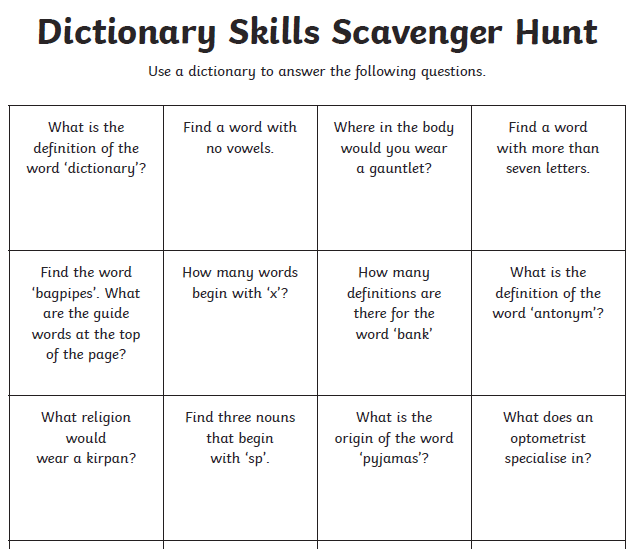 Dictionary Skills Scavenger Hunt
Use a dictionary to answer the following questions.
What is the
definition of the
word ‘dictionary’?
Find a word with
no vowels.
Where in the body
would you wear
a gauntlet?
Find a word
with more than
seven letters.
Find the word
‘bagpipes’. What
are the guide
words at the top
of the page?
How many words
begin with ‘x’?
How many
definitions are
there for the
word ‘bank’
What is the
definition of the
word ‘antonym’?
What religion
would
wear a kirpan?
Find three nouns
that begin
with ‘sp’.
What is the
origin of the word
‘pyjamas’?
What does an
optometrist
specialise in?